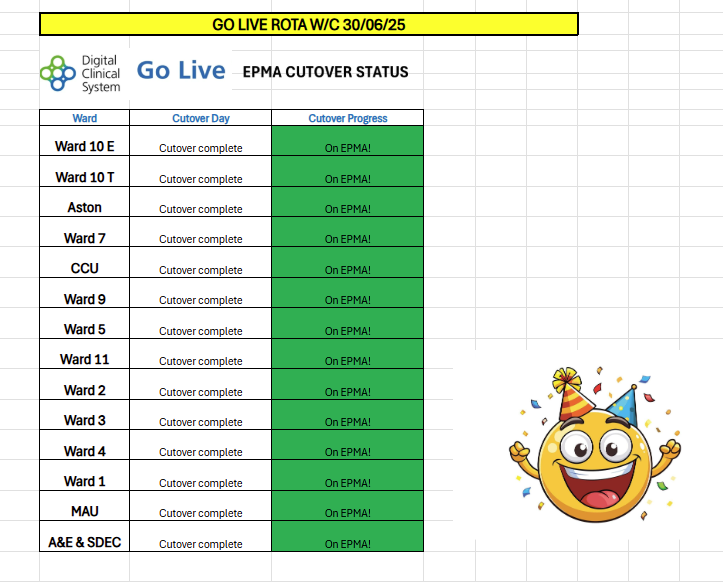 GO LIVE ROTA W/C 30/06/25
Digital
Clinical
System
Go Live
EPMA CUTOVER STATUS
Ward Cutover Day Cutover Progress
Ward 10 E Cutover complete On EPMA!
Ward 10 T Cutover complete On EPMA!
Aston Cutover complete On EPMA!
Ward 7 Cutover complete On EPMA!
CCU Cutover complete On EPMA!
Ward 9 Cutover complete On EPMA!
Ward 5 Cutover complete On EPMA!
Ward 11 Cutover complete On EPMA!
Ward 2 Cutover complete On EPMA!
Ward 3 Cutover complete On EPMA!
Ward 4 Cutover complete On EPMA!
Ward 1 Cutover complete On EPMA!
MAU Cutover complete On EPMA!
A&E & SDEC Cutover complete On EPMA!